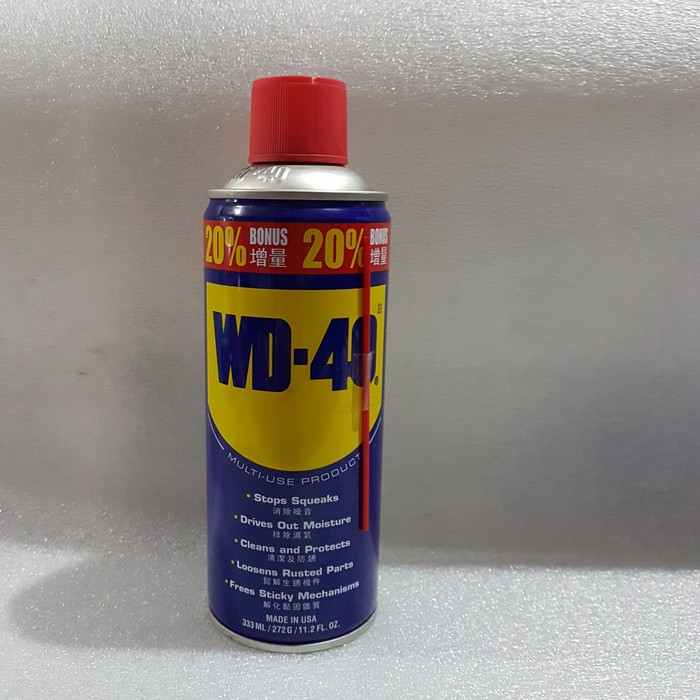 20% BONUS 增量 20% BONUS 增量
WD-40®
MULTI-USE PRODUCT
• Stops Squeaks
消除噪音
• Drives Out Moisture
排除濕氣
• Cleans and Protects
清潔及防銹
• Loosens Rusted Parts
鬆解生銹機件
• Frees Sticky Mechanisms
解化黏固雜質
MADE IN USA
333 ML / 272 G / 11.2 FL. OZ.